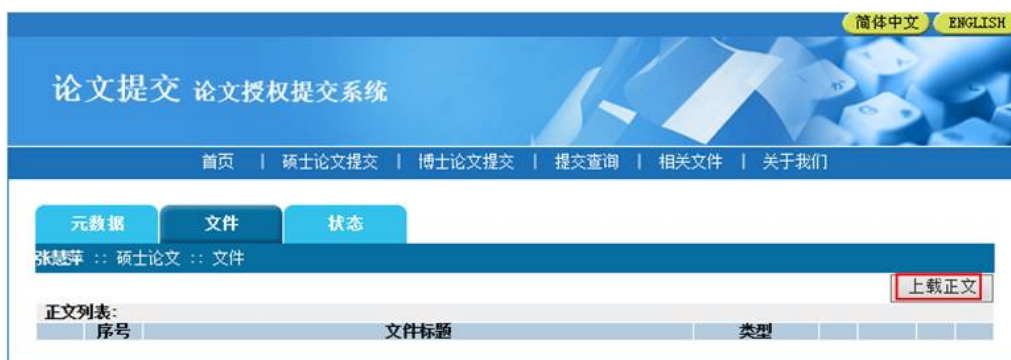 简体中文 ENGLISH
论文提交 论文授权提交系统
首页 | 硕士论文提交 | 博士论文提交 | 提交查询 | 相关文件 | 关于我们
元数据 文件 状态
张慧萍 :: 硕士论文 :: 文件
上载正文
正文列表:
序号 文件标题 类型